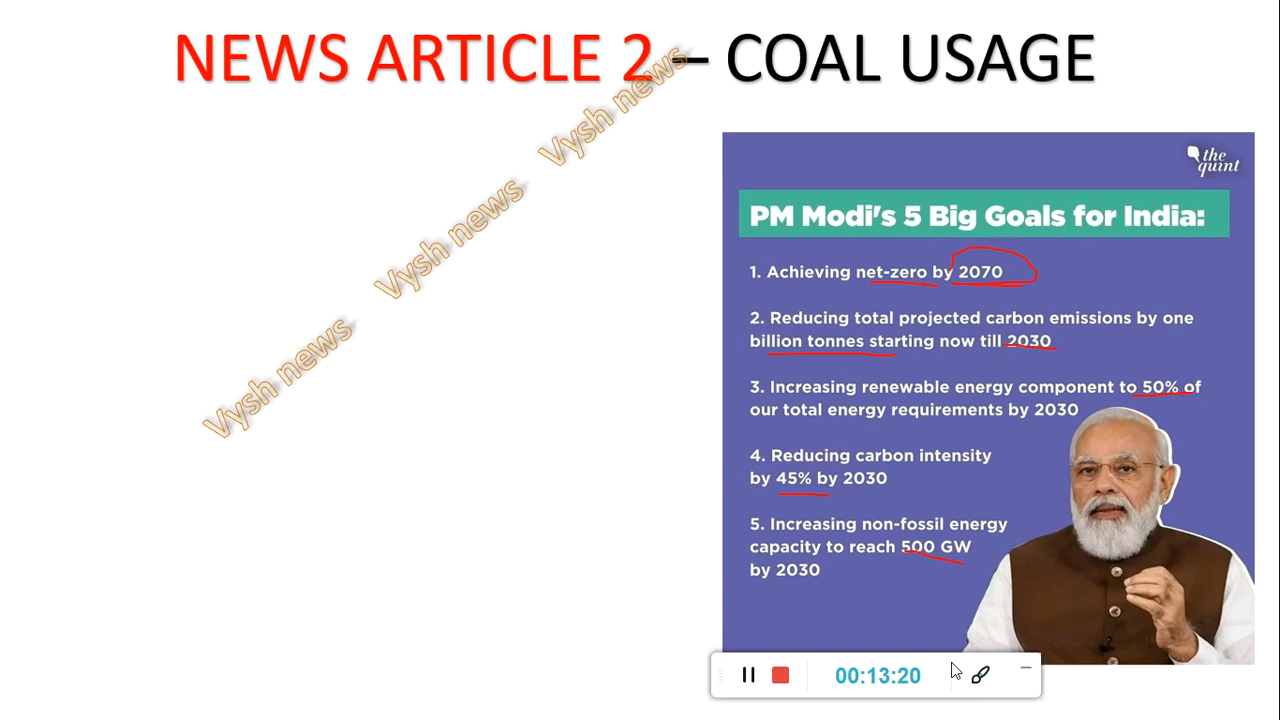 NEWS ARTICLE 2 – COAL USAGE
Vysh news
Vysh news
Vysh news
the
quint
PM Modi's 5 Big Goals for India:
1. Achieving net-zero by 2070
2. Reducing total projected carbon emissions by one
billion tonnes starting now till 2030
3. Increasing renewable energy component to 50% of
our total energy requirements by 2030
4. Reducing carbon intensity
by 45% by 2030
5. Increasing non-fossil energy
capacity to reach 500 GW
by 2030
00:13:20